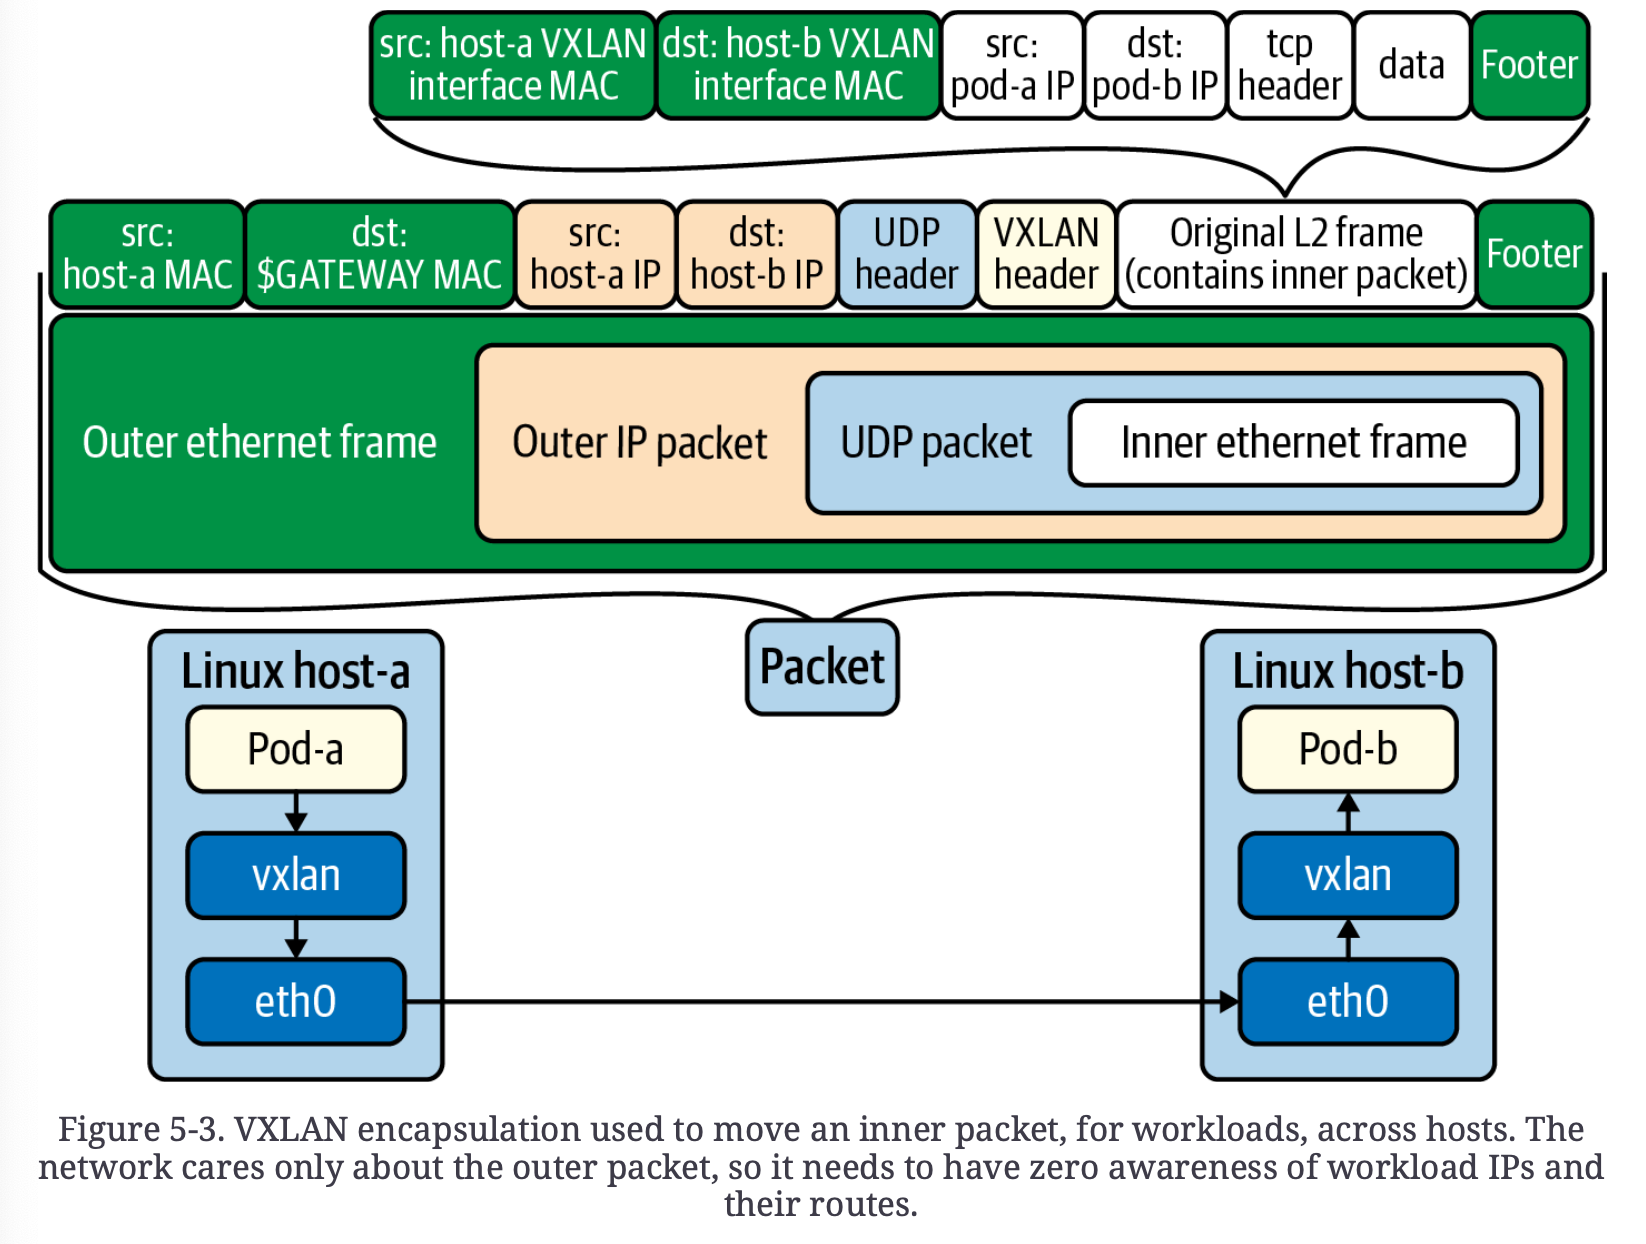 src: host-a VXLAN
interface MAC
dst: host-b VXLAN
interface MAC
src:
pod-a IP
dst:
pod-b IP
tcp
header
data
Footer
src:
host-a MAC
dst:
$GATEWAY MAC
src:
host-a IP
dst:
host-b IP
UDP
header
VXLAN
header
Original L2 frame
(contains inner packet)
Footer
Outer ethernet frame
Outer IP packet
UDP packet
Inner ethernet frame
Packet
Linux host-a
Pod-a
vxlan
eth0
Linux host-b
Pod-b
vxlan
eth0
Figure 5-3. VXLAN encapsulation used to move an inner packet, for workloads, across hosts. The
network cares only about the outer packet, so it needs to have zero awareness of workload IPs and
their routes.